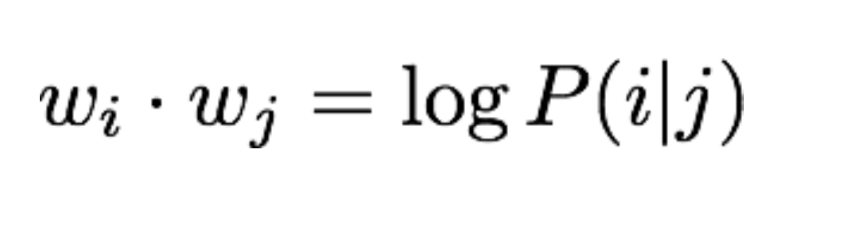 w_i · w_j = log P(i|j)